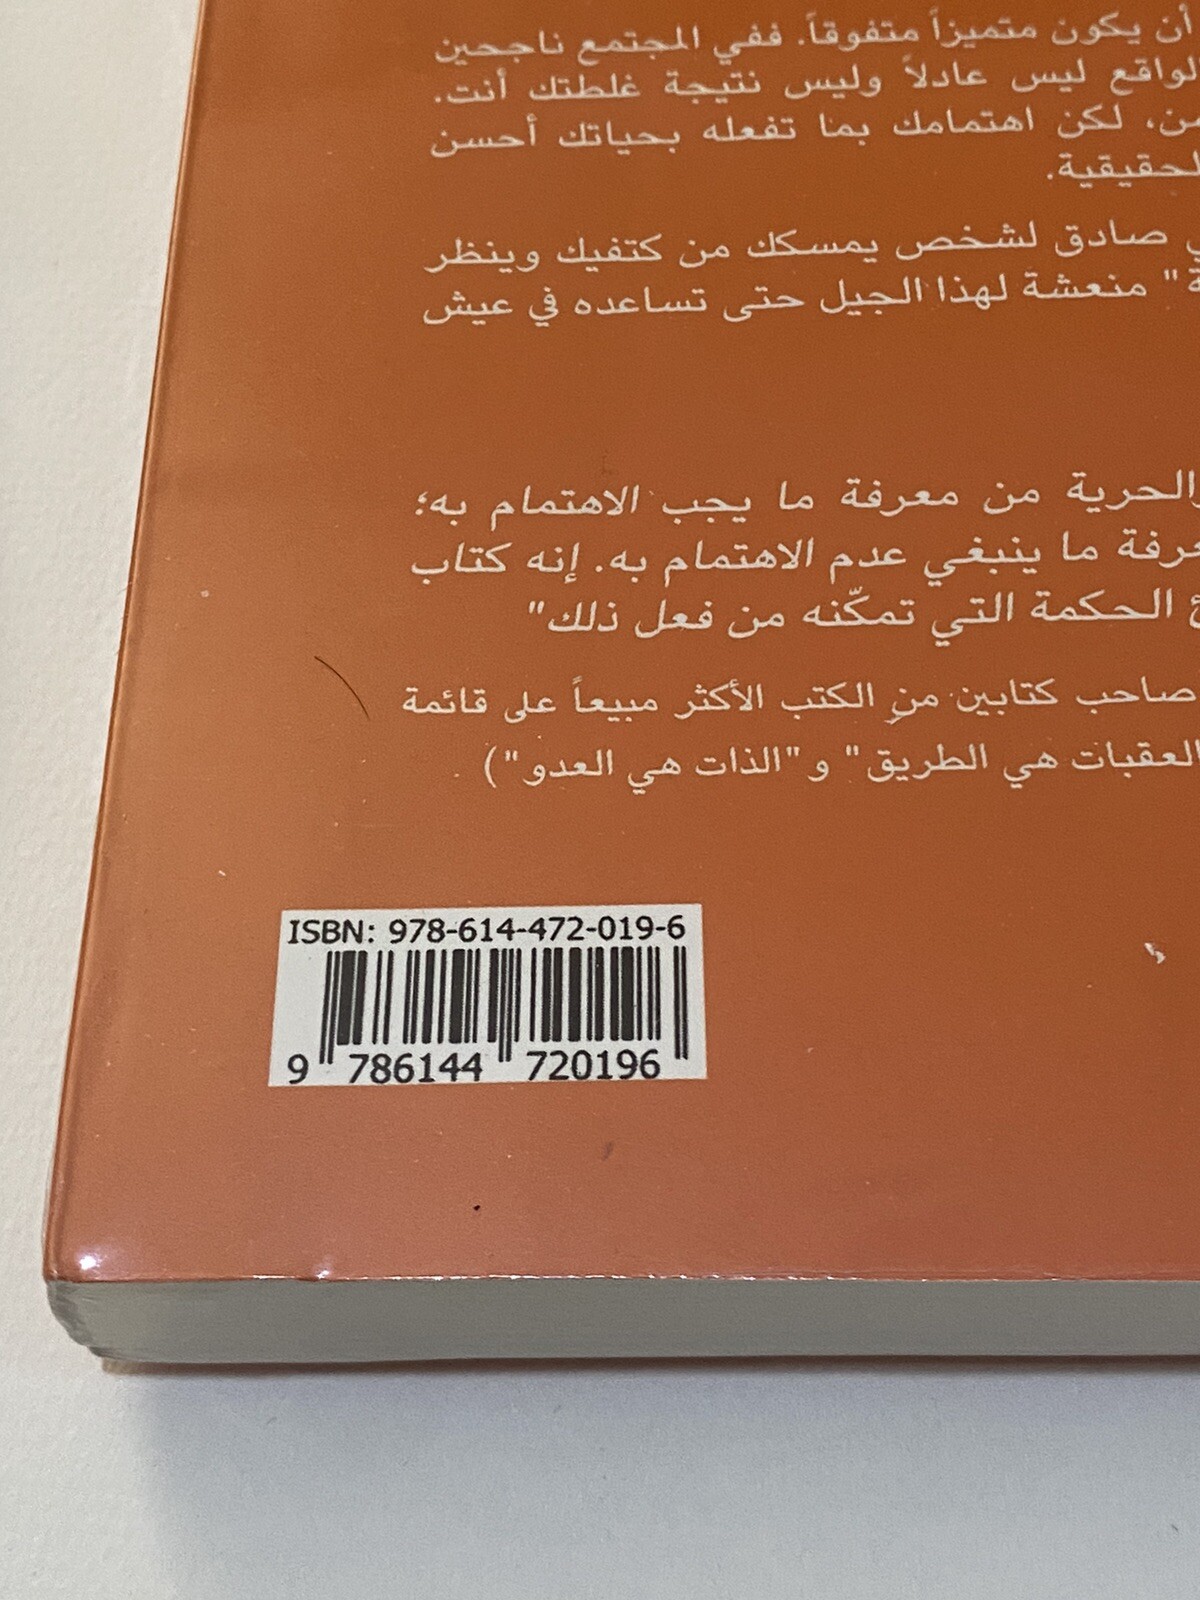 أن يكون متميزاً متفوقاً. ففي المجتمع ناجحين
الواقع ليس عادلاً وليس نتيجة غلطتك أنت.
لكن اهتمامك بما تفعله بحياتك أحسن
الحقيقية.
صادق لشخص يمسكك من كتفيك وينظر
" منعشة لهذا الجيل حتى تساعده في عيش
الحرية من معرفة ما يجب الاهتمام به؛
ما ينبغي عدم الاهتمام به. إنه كتاب
الحكمة التي تمكّنه من فعل ذلك"
صاحب كتابين من الكتب الأكثر مبيعاً على قائمة
العقبات هي الطريق" و"الذات هي العدو")
ISBN: 978-614-472-019-6
9 786144 720196